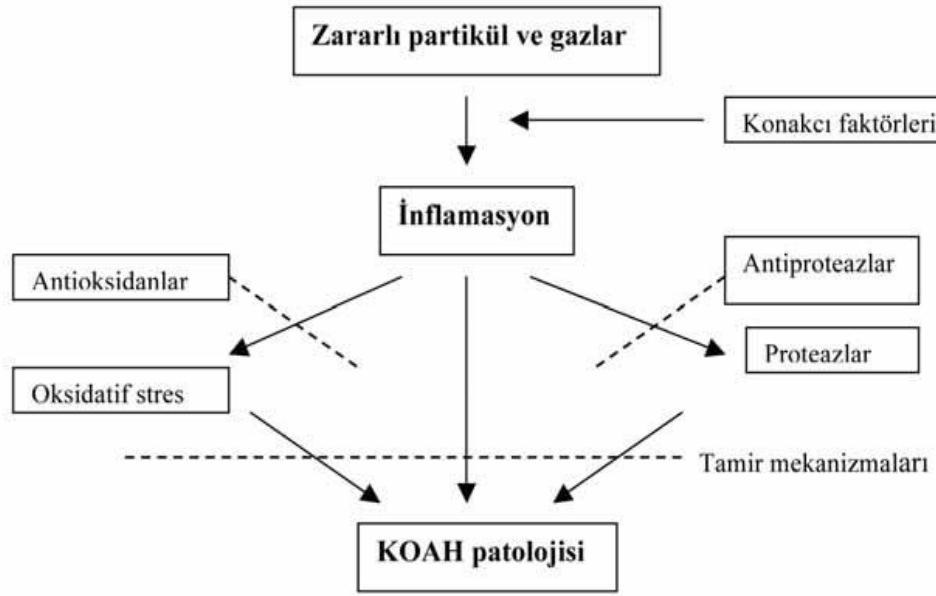 Zararlı partikül ve gazlar
Konakcı faktörleri
İnflamasyon
Antioksidanlar
Antiproteazlar
Proteazlar
Oksidatif stres
Tamir mekanizmaları
KOAH patolojisi